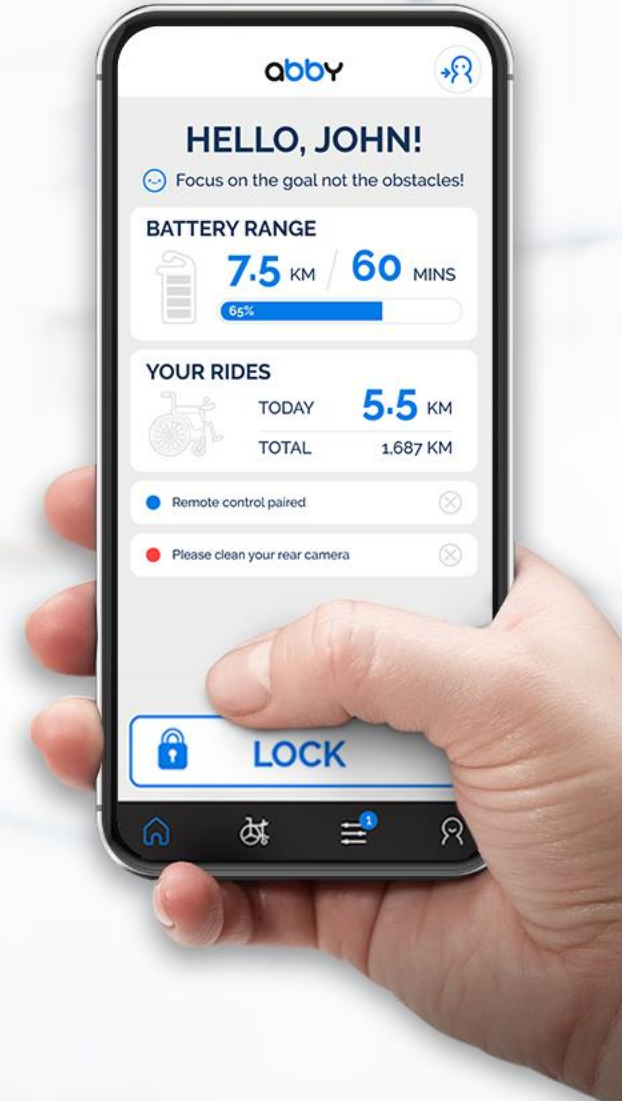 abby
HELLO, JOHN!
Focus on the goal not the obstacles!
BATTERY RANGE
7.5 KM / 60 MINS
65%
YOUR RIDES
TODAY 5.5 KM
TOTAL 1,687 KM
Remote control paired
Please clean your rear camera
LOCK
1